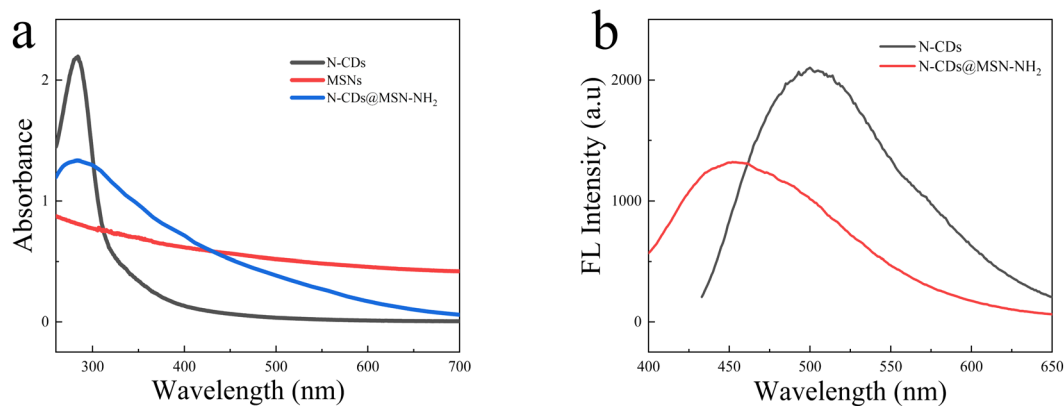 a
N-CDs
MSNs
N-CDs@MSN-NH₂
Absorbance
2
1
0
300
400
500
600
700
Wavelength (nm)
b
N-CDs
N-CDs@MSN-NH₂
FL Intensity (a.u)
2000
1000
0
400
450
500
550
600
650
Wavelength (nm)